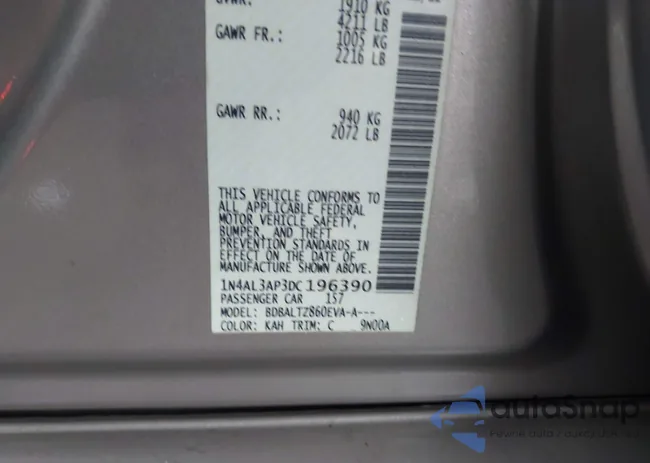 1910 KG
4211 LB
GAWR FR.: 1005 KG
2216 LB
GAWR RR.: 940 KG
2072 LB
THIS VEHICLE CONFORMS TO
ALL APPLICABLE FEDERAL
MOTOR VEHICLE SAFETY,
BUMPER, AND THEFT
PREVENTION STANDARDS IN
EFFECT ON THE DATE OF
MANUFACTURE SHOWN ABOVE.
1N4AL3AP3DC196390
PASSENGER CAR 157
MODEL: BDBALTZ860EVA-A---
COLOR: KAH TRIM: C 9N00A
autoSnap